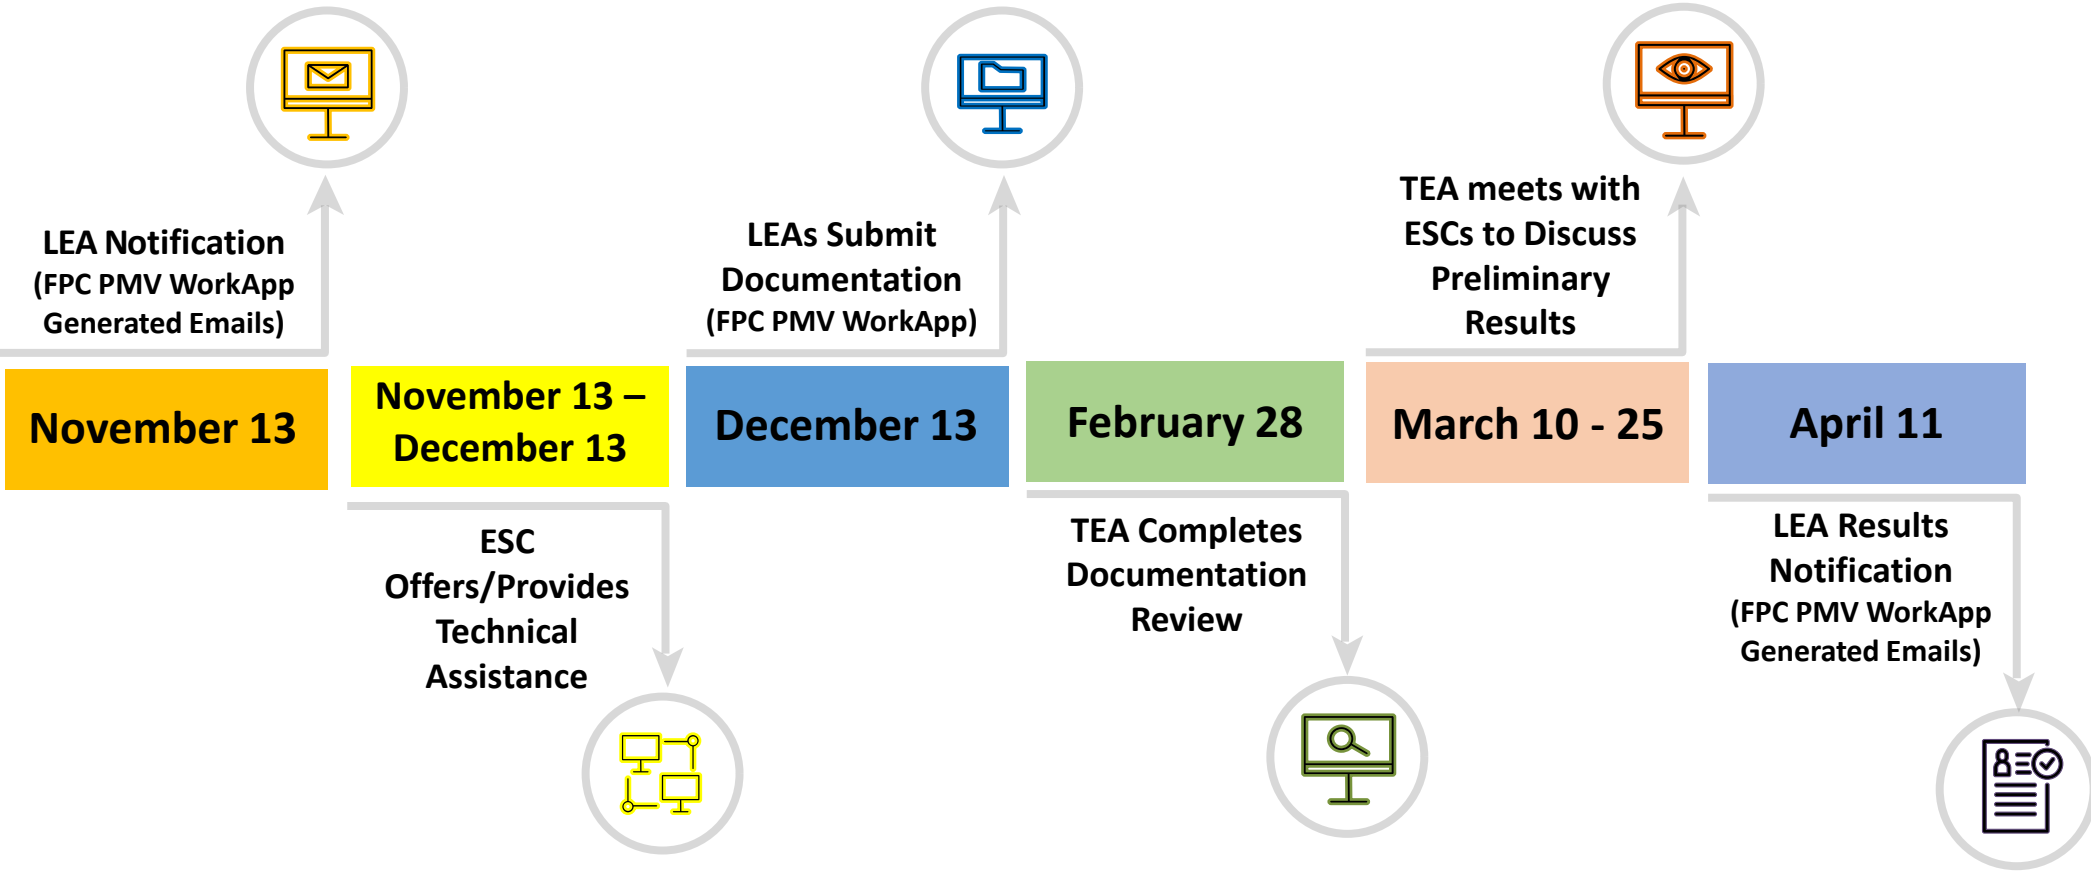 LEA Notification
(FPC PMV WorkApp
Generated Emails)
November 13
November 13 –
December 13
ESC
Offers/Provides
Technical
Assistance
LEAs Submit
Documentation
(FPC PMV WorkApp)
December 13
February 28
TEA Completes
Documentation
Review
TEA meets with
ESCs to Discuss
Preliminary
Results
March 10 - 25
April 11
LEA Results
Notification
(FPC PMV WorkApp
Generated Emails)